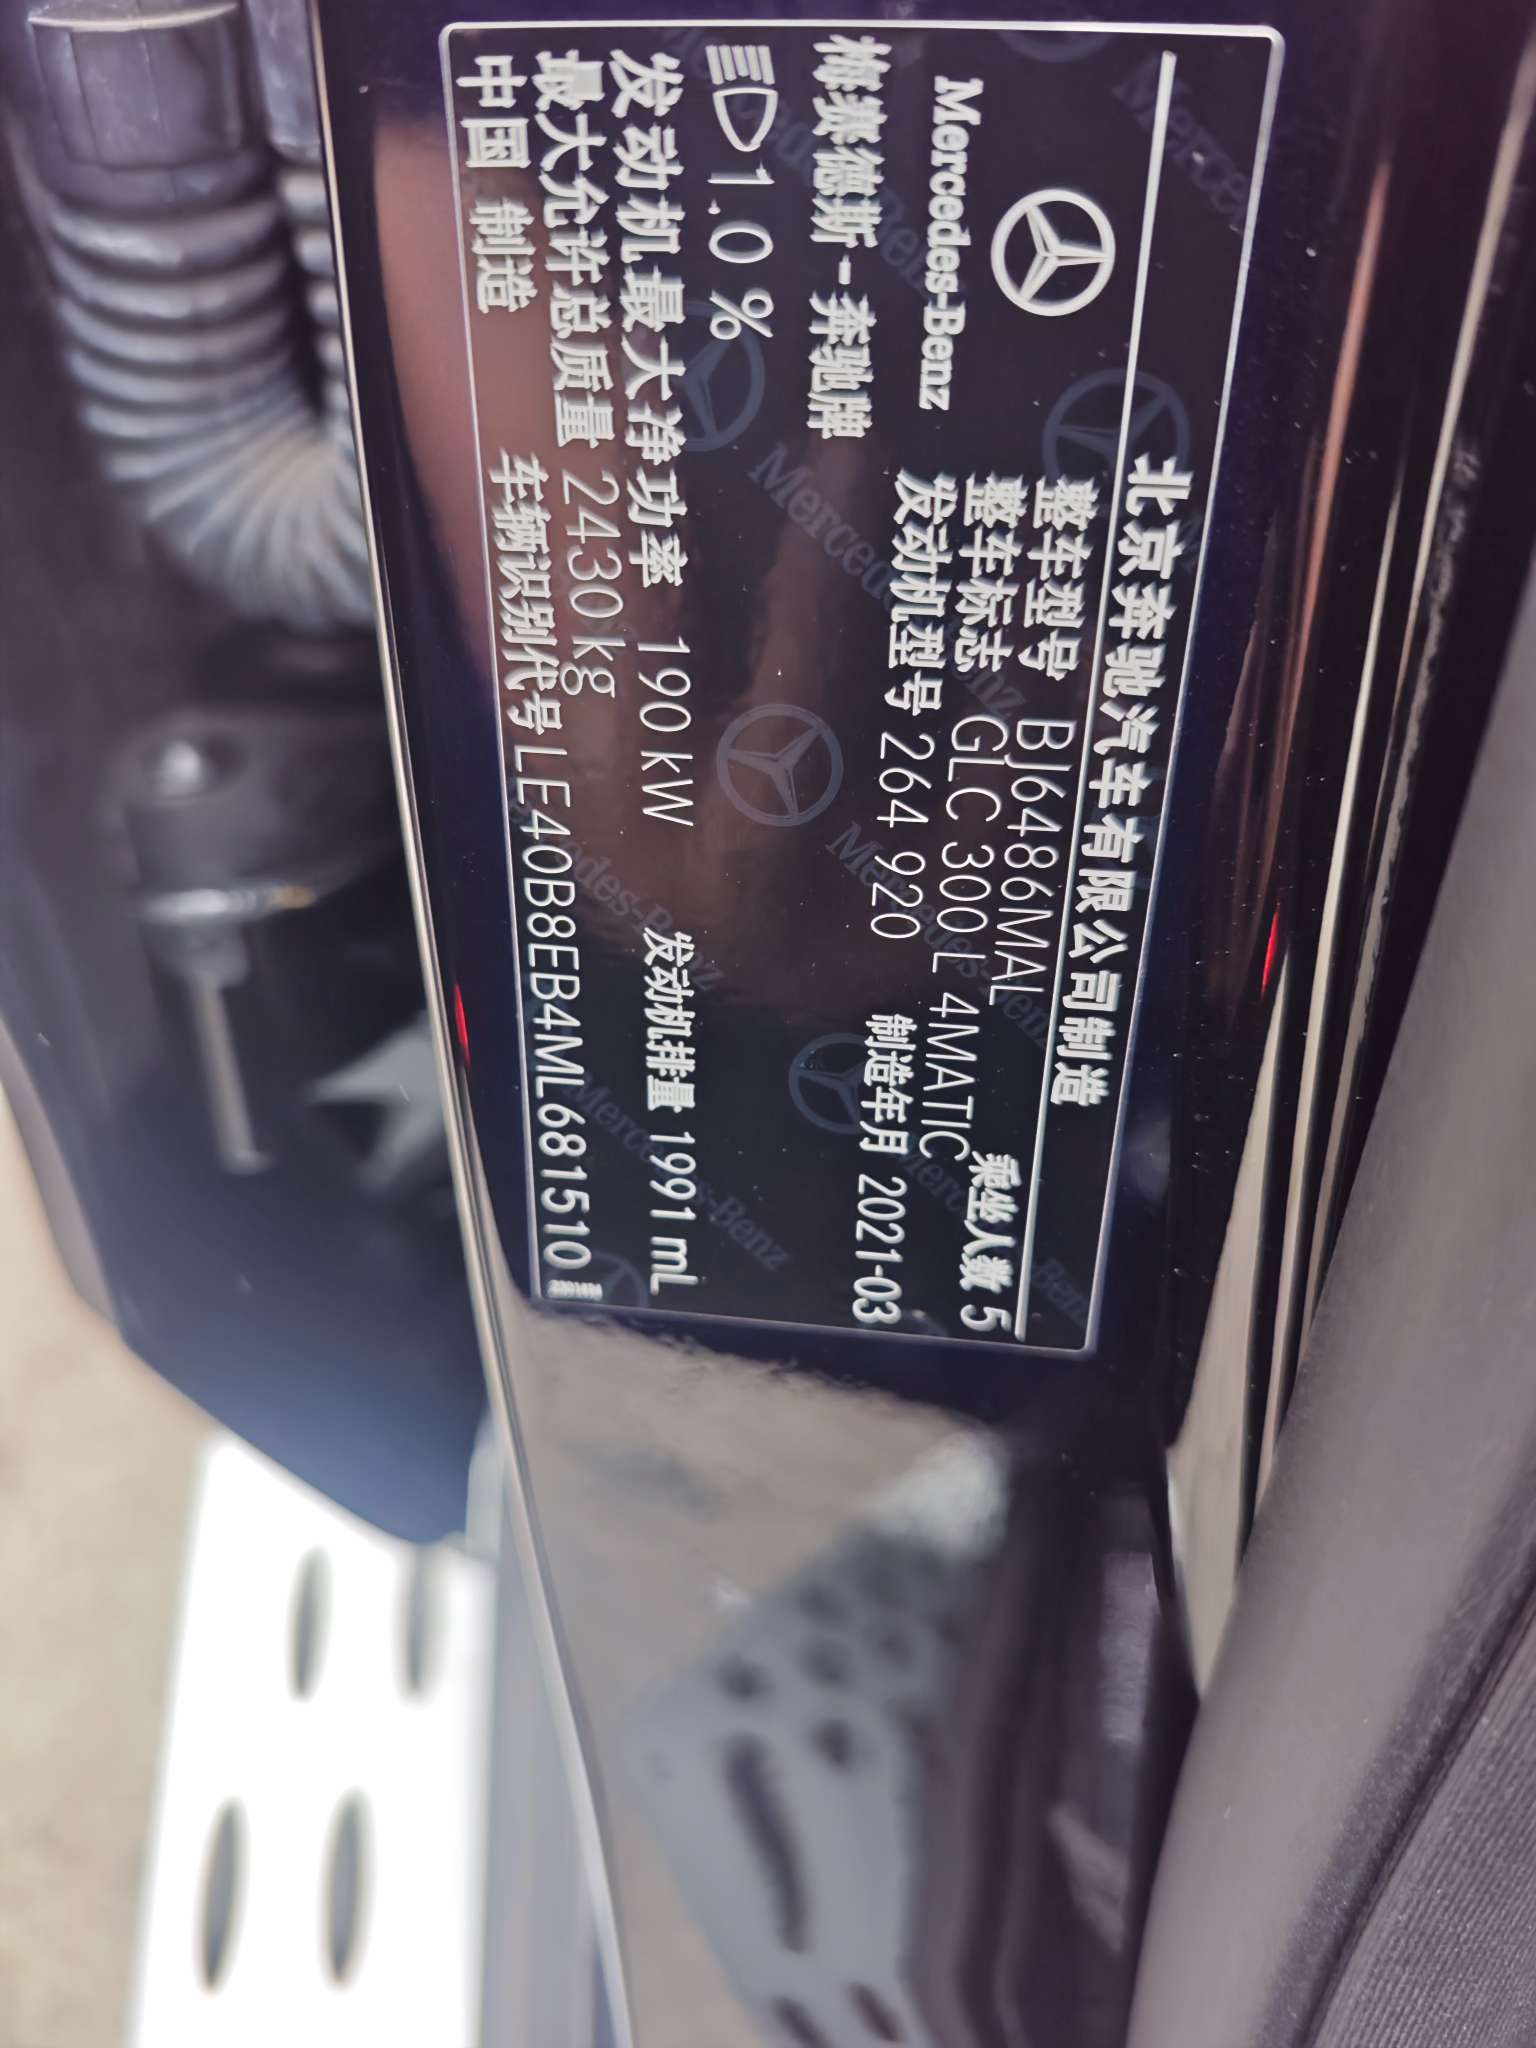 北京奔驰汽车有限公司制造
Mercedes-Benz
梅赛德斯-奔驰牌
整车型号 BJ6486MAL 乘坐人数 5
整车标志 GLC 300 L 4MATIC
发动机型号 264 920 制造年月 2021-03
1.0 %
发动机最大净功率 190 kW 发动机排量 1991 mL
最大允许总质量 2430 kg
中国 制造 车辆识别代号 LE40B8EB4ML681510